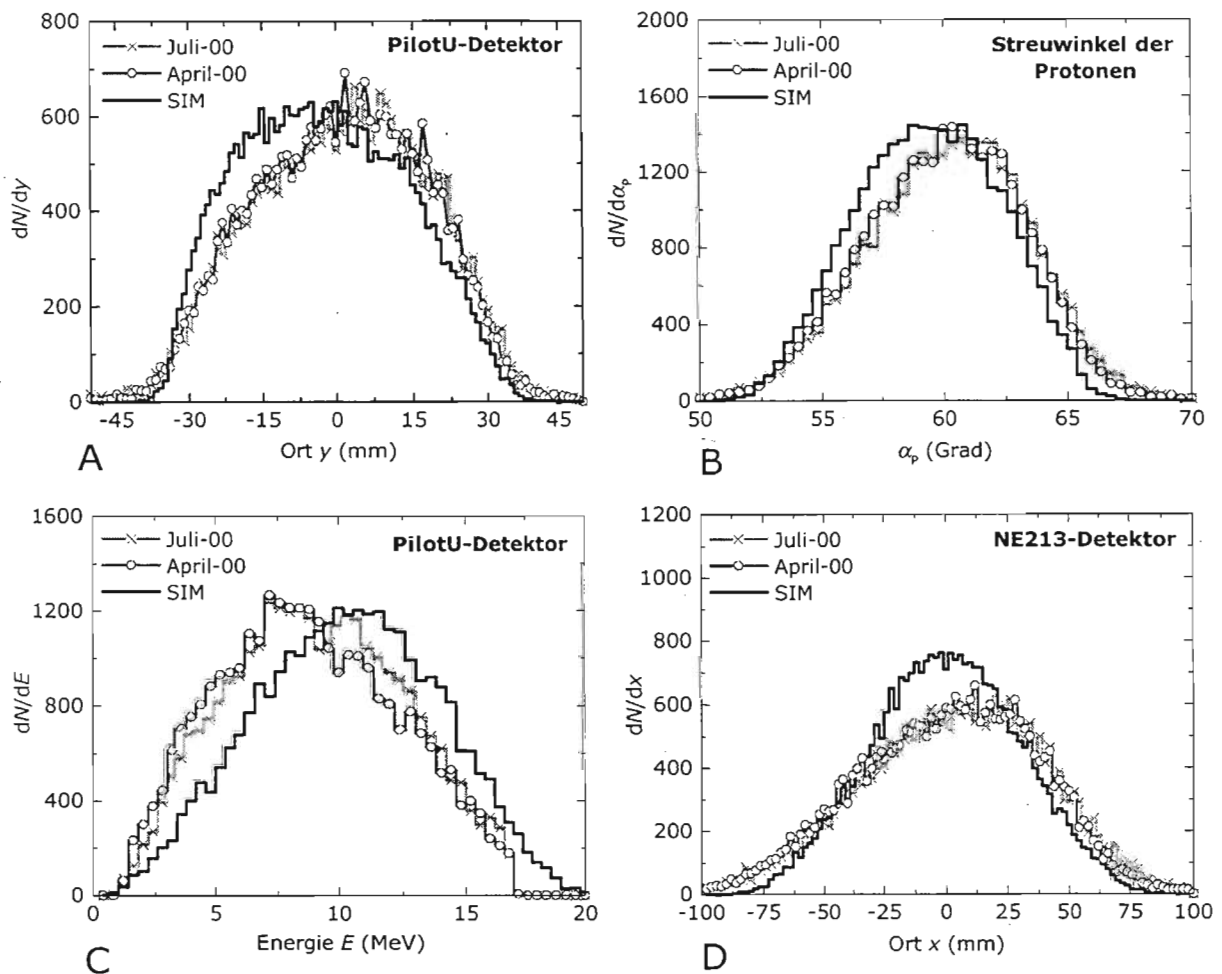 PilotU-Detektor
Juli-00
April-00
SIM
800
600
400
200
0
dN/dy
-45 -30 -15 0 15 30 45
Ort y (mm)
A
Streuwinkel der
Protonen
Juli-00
April-00
SIM
2000
1600
1200
800
400
0
dN/dαp
50 55 60 65 70
αp (Grad)
B
PilotU-Detektor
Juli-00
April-00
SIM
1600
1200
800
400
0
dN/dE
0 5 10 15 20
Energie E (MeV)
C
NE213-Detektor
Juli-00
April-00
SIM
1200
1000
800
600
400
200
0
dN/dx
-100 -75 -50 -25 0 25 50 75 100
Ort x (mm)
D